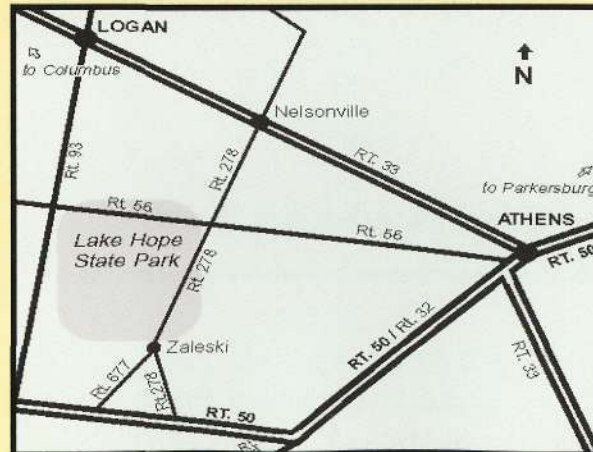 LOGAN
to Columbus
N
Nelsonville
Rt. 93
Rt. 278
RT. 33
to Parkersburg
Rt. 56
Rt. 56
ATHENS
RT. 50
Lake Hope
State Park
Rt. 278
RT. 50 / Rt. 32
Zaleski
RT. 33
Rt. 677
Rt. 278
RT. 50